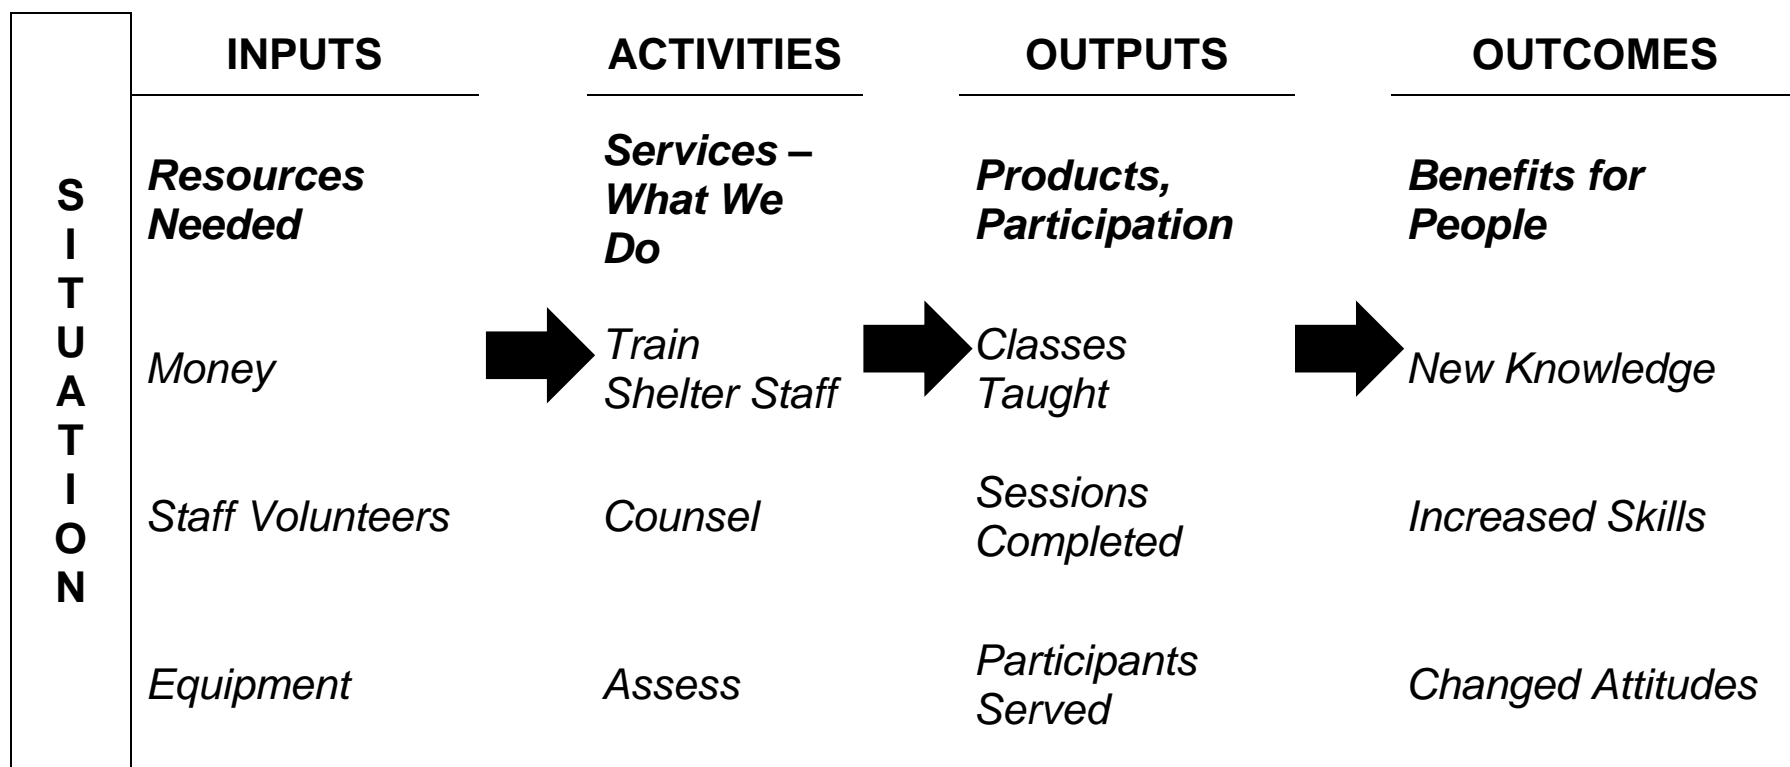 SITUATION
INPUTS
ACTIVITIES
OUTPUTS
OUTCOMES
Resources
Needed
Services –
What We
Do
Products,
Participation
Benefits for
People
Money
Train
Shelter Staff
Classes
Taught
New Knowledge
Staff Volunteers
Counsel
Sessions
Completed
Increased Skills
Equipment
Assess
Participants
Served
Changed Attitudes